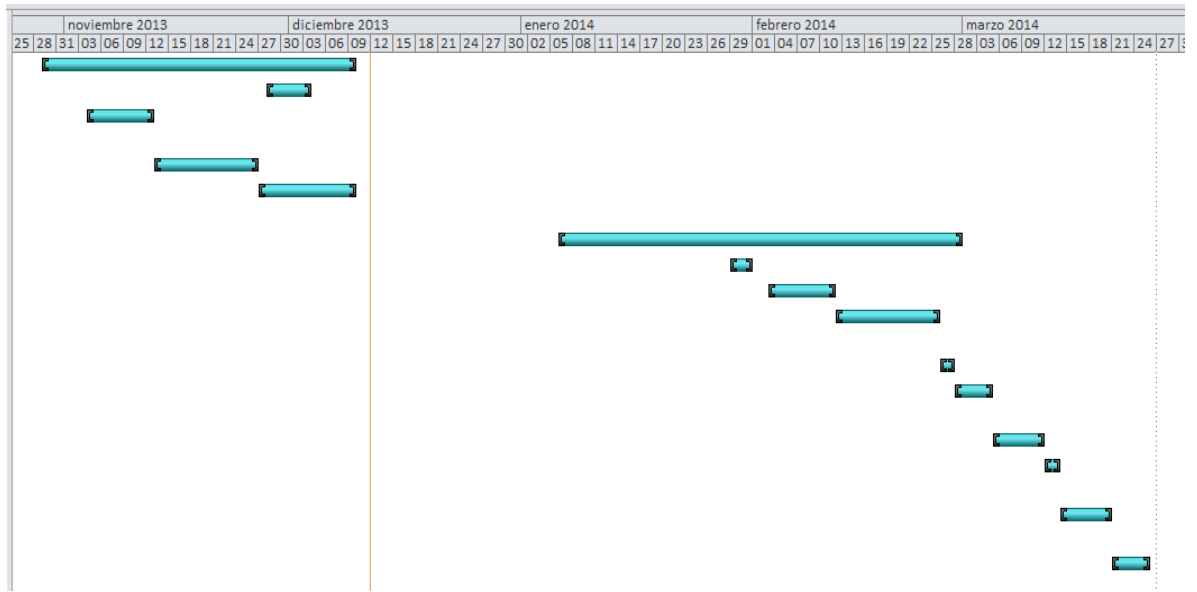 noviembre 2013 diciembre 2013 enero 2014 febrero 2014 marzo 2014
25 28 31 03 06 09 12 15 18 21 24 27 30 03 06 09 12 15 18 21 24 27 30 02 05 08 11 14 17 20 23 26 29 01 04 07 10 13 16 19 22 25 28 03 06 09 12 15 18 21 24 27